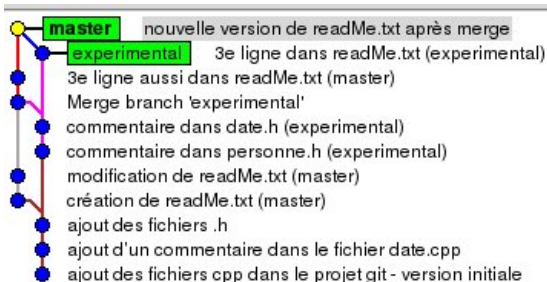 master nouvelle version de readMe.txt après merge
experimental 3e ligne dans readMe.txt (experimental)
3e ligne aussi dans readMe.txt (master)
Merge branch 'experimental'
commentaire dans date.h (experimental)
commentaire dans personne.h (experimental)
modification de readMe.txt (master)
création de readMe.txt (master)
ajout des fichiers .h
ajout d'un commentaire dans le fichier date.cpp
ajout des fichiers cpp dans le projet git - version initiale